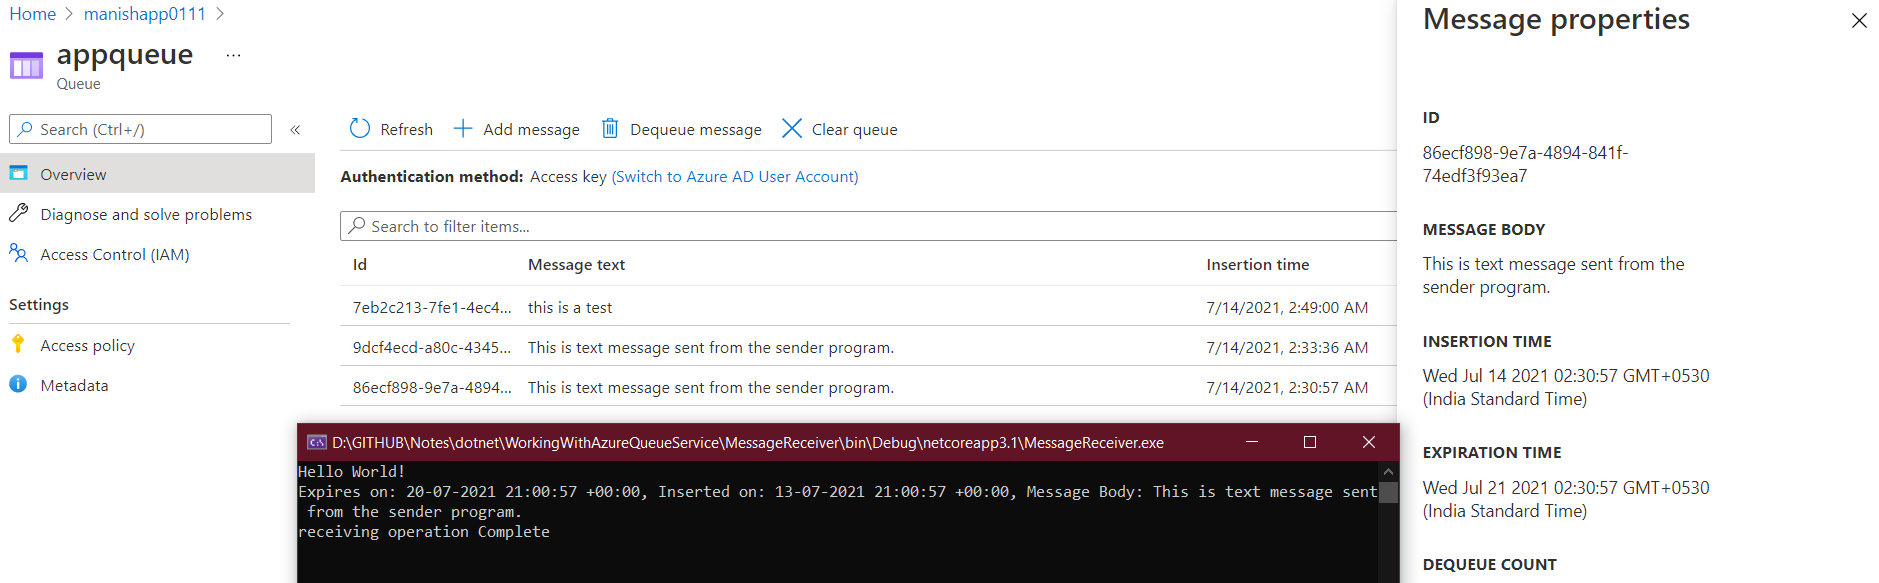 Home > manishapp0111 >
appqueue ...
Queue
Search (Ctrl+/) «
Overview
Diagnose and solve problems
Access Control (IAM)
Settings
Access policy
Metadata
Refresh Add message Dequeue message Clear queue
Authentication method: Access key (Switch to Azure AD User Account)
Search to filter items...
Id Message text Insertion time
7eb2c213-7fe1-4ec4... this is a test 7/14/2021, 2:49:00 AM
9dcf4ecd-a80c-4345... This is text message sent from the sender program. 7/14/2021, 2:33:36 AM
86ecf898-9e7a-4894... This is text message sent from the sender program. 7/14/2021, 2:30:57 AM
D:\GITHUB\Notes\dotnet\WorkingWithAzureQueueService\MessageReceiver\bin\Debug\netcoreapp3.1\MessageReceiver.exe
Hello World!
Expires on: 20-07-2021 21:00:57 +00:00, Inserted on: 13-07-2021 21:00:57 +00:00, Message Body: This is text message sent
from the sender program.
receiving operation Complete
Message properties
ID
86ecf898-9e7a-4894-841f-
74edf3f93ea7
MESSAGE BODY
This is text message sent from the
sender program.
INSERTION TIME
Wed Jul 14 2021 02:30:57 GMT+0530
(India Standard Time)
EXPIRATION TIME
Wed Jul 21 2021 02:30:57 GMT+0530
(India Standard Time)
DEQUEUE COUNT